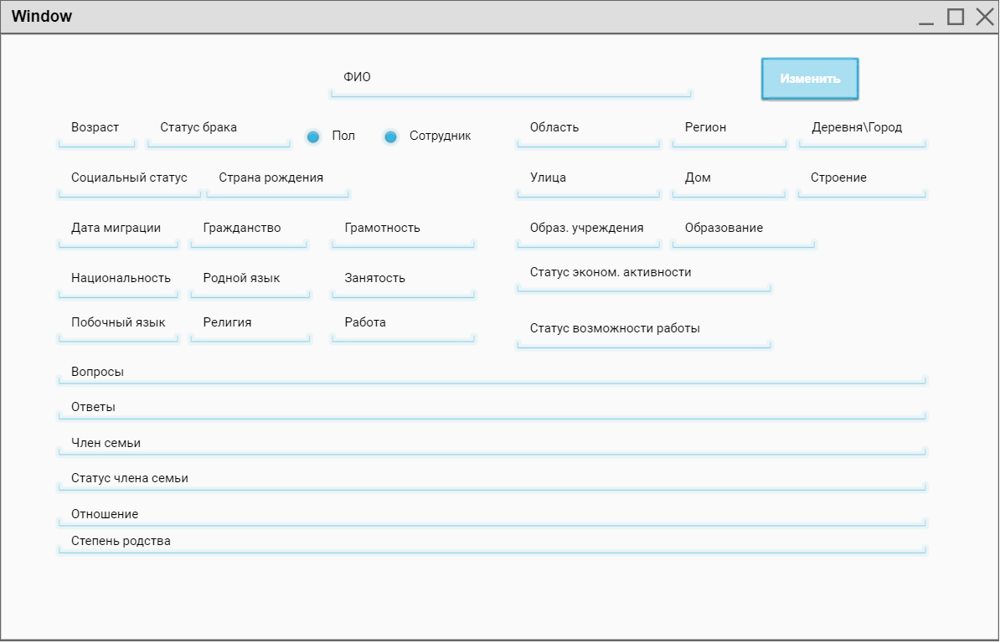 Window
ФИО
Изменить
Возраст Статус брака Пол Сотрудник Область Регион Деревня\Город
Социальный статус Страна рождения Улица Дом Строение
Дата миграции Гражданство Грамотность Образ. учреждения Образование
Национальность Родной язык Занятость Статус эконом. активности
Побочный язык Религия Работа Статус возможности работы
Вопросы
Ответы
Член семьи
Статус члена семьи
Отношение
Степень родства